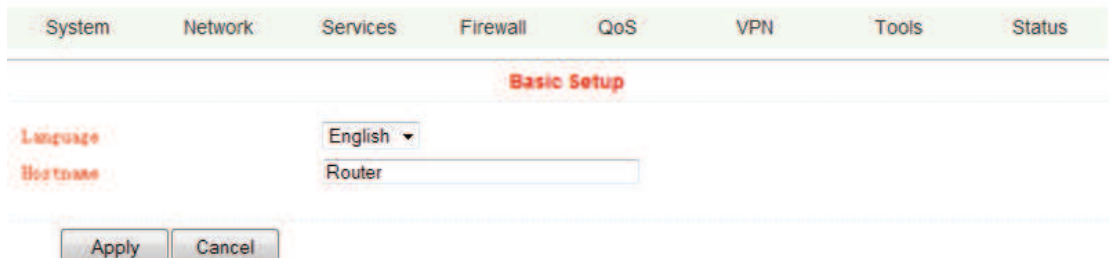 System Network Services Firewall QoS VPN Tools Status
Basic Setup
Language English
Hostname Router
Apply Cancel